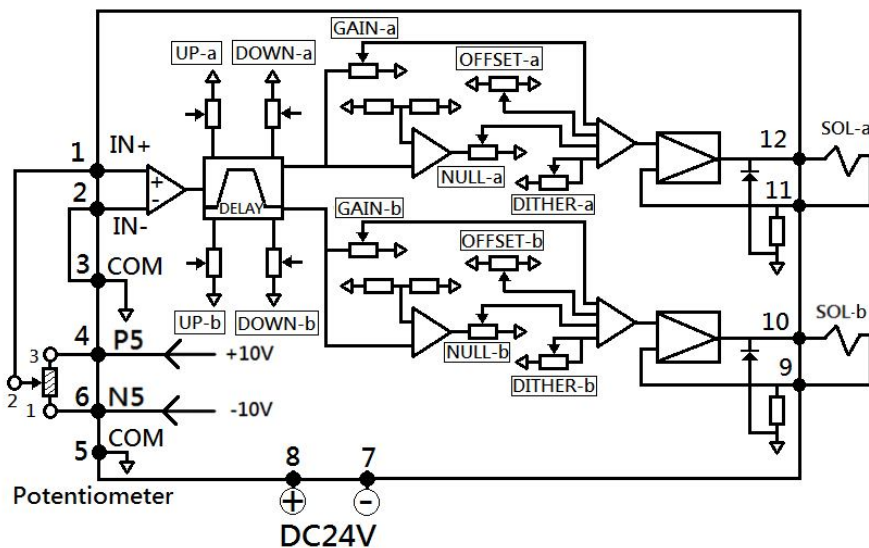 GAIN-a
UP-a DOWN-a
OFFSET-a
1 IN+
12 SOL-a
+
-
2
NULL-a
11
DELAY
IN-
DITHER-a
GAIN-b
3 COM
OFFSET-b
UP-b DOWN-b
10 SOL-b
4 P5
NULL-b
3
+10V
9
2
DITHER-b
6 N5
1
-10V
5 COM
8 7
Potentiometer
+ -
DC24V